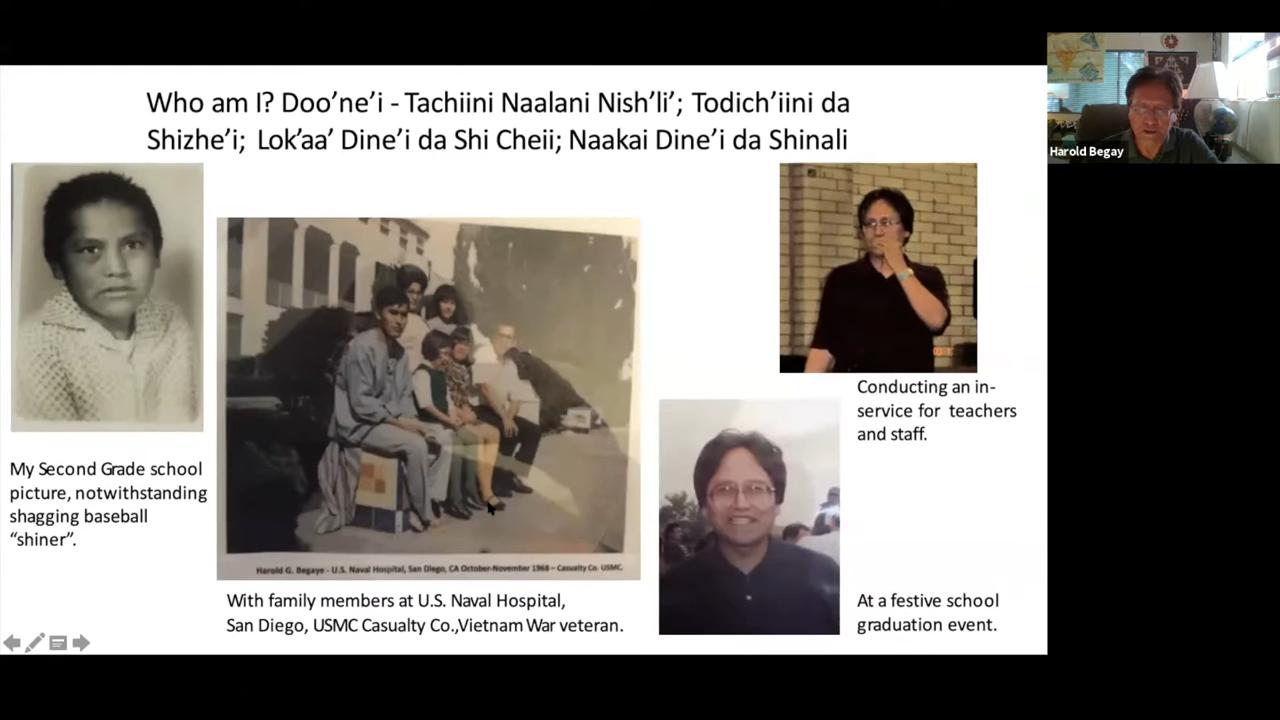 Who am I? Doo’ne’i - Tachiini Naalani Nish’li’; Todich’iini da
Shizhe’i; Lok’aa’ Dine’i da Shi Cheii; Naakai Dine’i da Shinali
Harold Begay
My Second Grade school
picture, notwithstanding
shagging baseball
“shiner”.
Harold G. Begaye - U.S. Naval Hospital, San Diego, CA October-November 1968 – Casualty Co. USMC.
With family members at U.S. Naval Hospital,
San Diego, USMC Casualty Co.,Vietnam War veteran.
Conducting an in-
service for teachers
and staff.
At a festive school
graduation event.